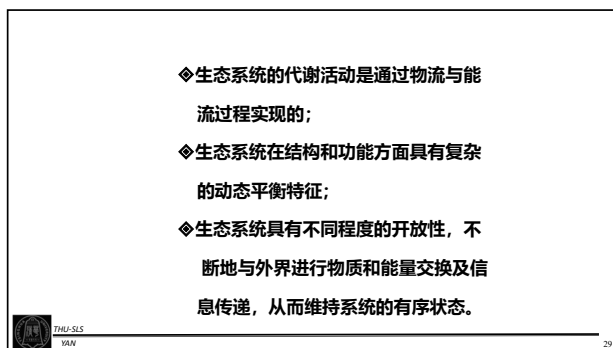 ◈生态系统的代谢活动是通过物流与能
流过程实现的；
◈生态系统在结构和功能方面具有复杂
的动态平衡特征；
◈生态系统具有不同程度的开放性，不
断地与外界进行物质和能量交换及信
息传递，从而维持系统的有序状态。
THU-SLS
YAN
29